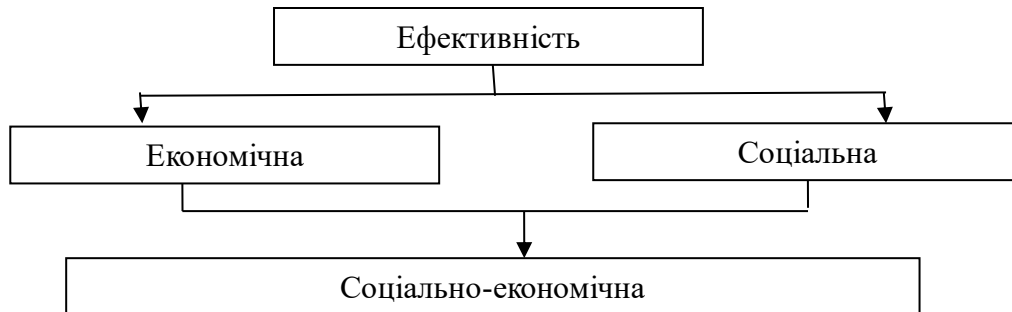 Ефективність
Економічна
Соціальна
Соціально-економічна